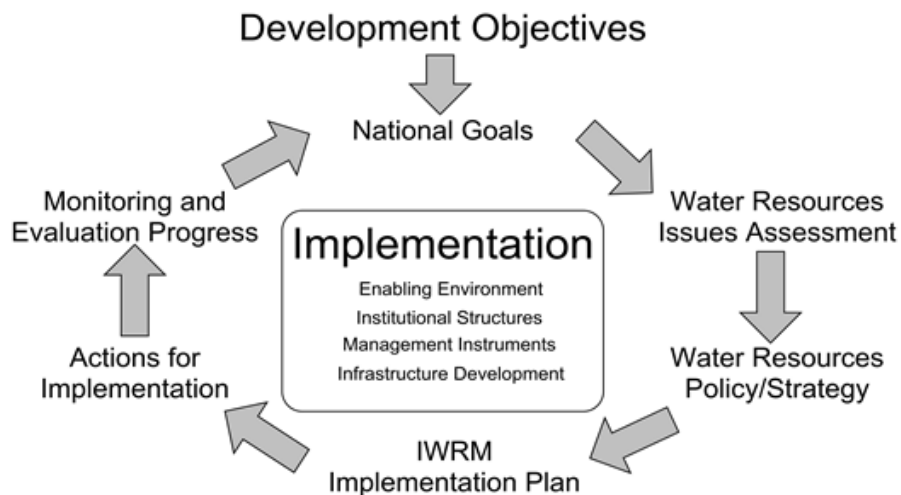 Development Objectives
National Goals
Water Resources
Issues Assessment
Water Resources
Policy/Strategy
IWRM
Implementation Plan
Actions for
Implementation
Monitoring and
Evaluation Progress
Implementation
Enabling Environment
Institutional Structures
Management Instruments
Infrastructure Development